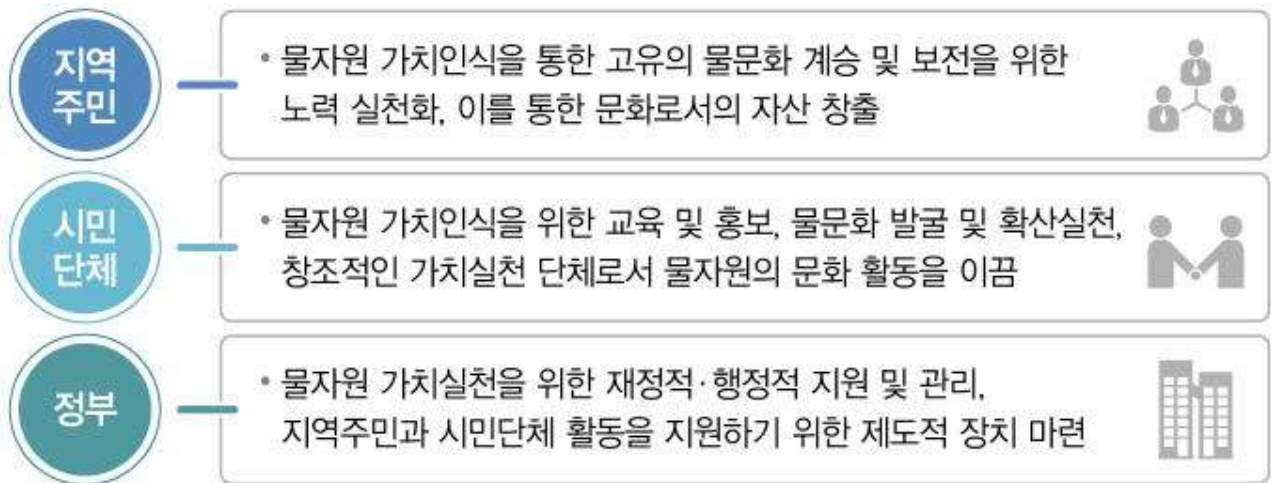 지역
주민
• 물자원 가치인식을 통한 고유의 물문화 계승 및 보전을 위한
노력 실천화, 이를 통한 문화로서의 자산 창출
시민
단체
• 물자원 가치인식을 위한 교육 및 홍보, 물문화 발굴 및 확산실천,
창조적인 가치실천 단체로서 물자원의 문화 활동을 이끔
정부
• 물자원 가치실천을 위한 재정적·행정적 지원 및 관리,
지역주민과 시민단체 활동을 지원하기 위한 제도적 장치 마련